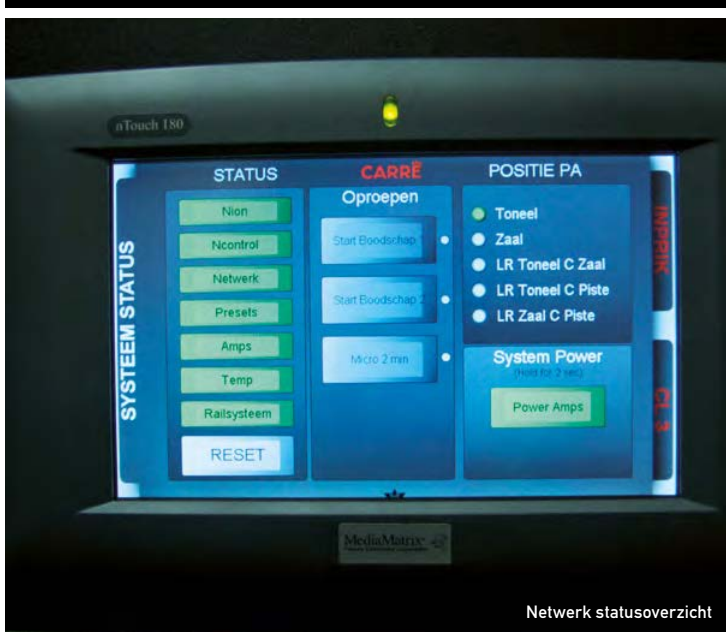 nTouch 180
SYSTEEM STATUS
STATUS
Nion
Ncontrol
Netwerk
Presets
Amps
Temp
Railsysteem
RESET
CARRÉ
Oproepen
Start Boodschap 1
Start Boodschap 2
Micro 2 min
POSITIE PA
Toneel
Zaal
LR Toneel C Zaal
LR Toneel C Piste
LR Zaal C Piste
System Power
(Hold for 2 sec)
Power Amps
INPRIK
CL 3
MediaMatrix
Netwerk statusoverzicht